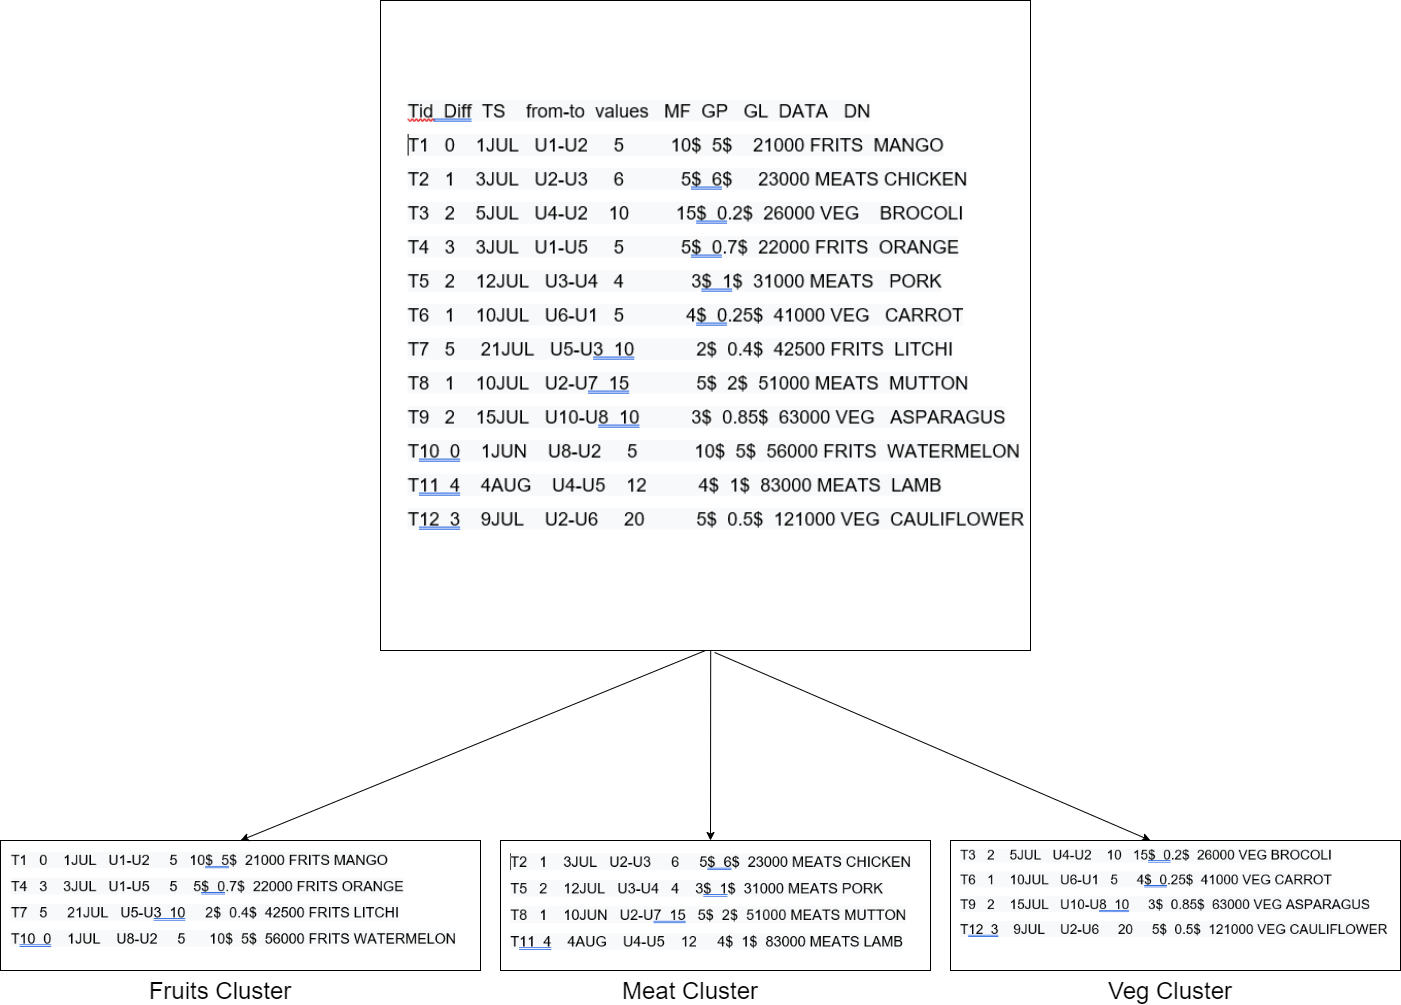 Tid Diff TS from-to values MF GP GL DATA DN
T1 0 1JUL U1-U2 5 10$ 5$ 21000 FRITS MANGO
T2 1 3JUL U2-U3 6 5$ 6$ 23000 MEATS CHICKEN
T3 2 5JUL U4-U2 10 15$ 0.2$ 26000 VEG BROCOLI
T4 3 3JUL U1-U5 5 5$ 0.7$ 22000 FRITS ORANGE
T5 2 12JUL U3-U4 4 3$ 1$ 31000 MEATS PORK
T6 1 10JUL U6-U1 5 4$ 0.25$ 41000 VEG CARROT
T7 5 21JUL U5-U3 10 2$ 0.4$ 42500 FRITS LITCHI
T8 1 10JUL U2-U7 15 5$ 2$ 51000 MEATS MUTTON
T9 2 15JUL U10-U8 10 3$ 0.85$ 63000 VEG ASPARAGUS
T10 0 1JUN U8-U2 5 10$ 5$ 56000 FRITS WATERMELON
T11 4 4AUG U4-U5 12 4$ 1$ 83000 MEATS LAMB
T12 3 9JUL U2-U6 20 5$ 0.5$ 121000 VEG CAULIFLOWER
T1 0 1JUL U1-U2 5 10$ 5$ 21000 FRITS MANGO
T4 3 3JUL U1-U5 5 5$ 0.7$ 22000 FRITS ORANGE
T7 5 21JUL U5-U3 10 2$ 0.4$ 42500 FRITS LITCHI
T10 0 1JUL U8-U2 5 10$ 5$ 56000 FRITS WATERMELON
Fruits Cluster
T2 1 3JUL U2-U3 6 5$ 6$ 23000 MEATS CHICKEN
T5 2 12JUL U3-U4 4 3$ 1$ 31000 MEATS PORK
T8 1 10JUN U2-U7 15 5$ 2$ 51000 MEATS MUTTON
T11 4 4AUG U4-U5 12 4$ 1$ 83000 MEATS LAMB
Meat Cluster
T3 2 5JUL U4-U2 10 15$ 0.2$ 26000 VEG BROCOLI
T6 1 10JUL U6-U1 5 4$ 0.25$ 41000 VEG CARROT
T9 2 15JUL U10-U8 10 3$ 0.85$ 63000 VEG ASPARAGUS
T12 3 9JUL U2-U6 20 5$ 0.5$ 121000 VEG CAULIFLOWER
Veg Cluster